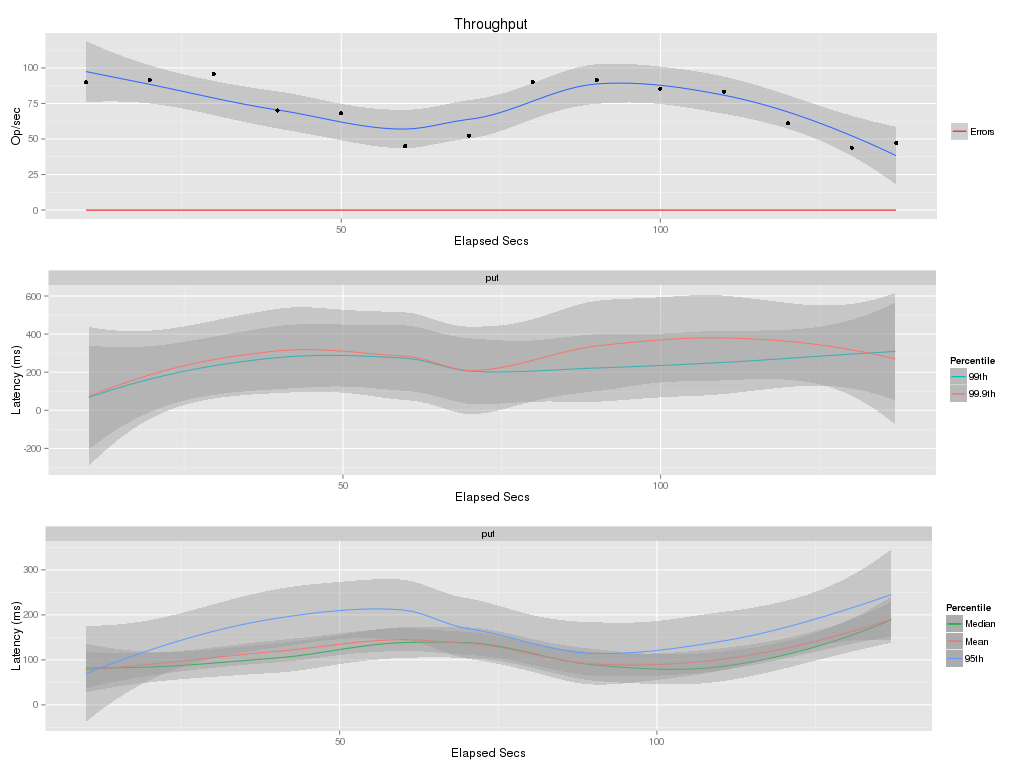 Throughput
100
75
50
25
0
Op/sec
50
100
Elapsed Secs
Errors
put
600
400
200
0
-200
Latency (ms)
50
100
Elapsed Secs
Percentile
99th
99.9th
put
300
200
100
0
Latency (ms)
50
100
Elapsed Secs
Percentile
Median
Mean
95th